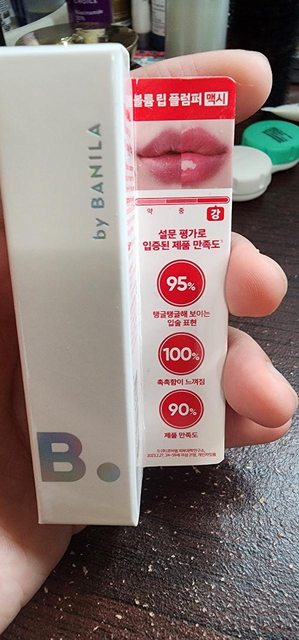 Niacinamide
by BANILA
B.
볼륨 립 플럼퍼 맥시
약 중 강
설문 평가로
입증된 제품 만족도
95%
탱글탱글해 보이는
입술 표현
100%
촉촉함이 느껴짐
90%
제품 만족도